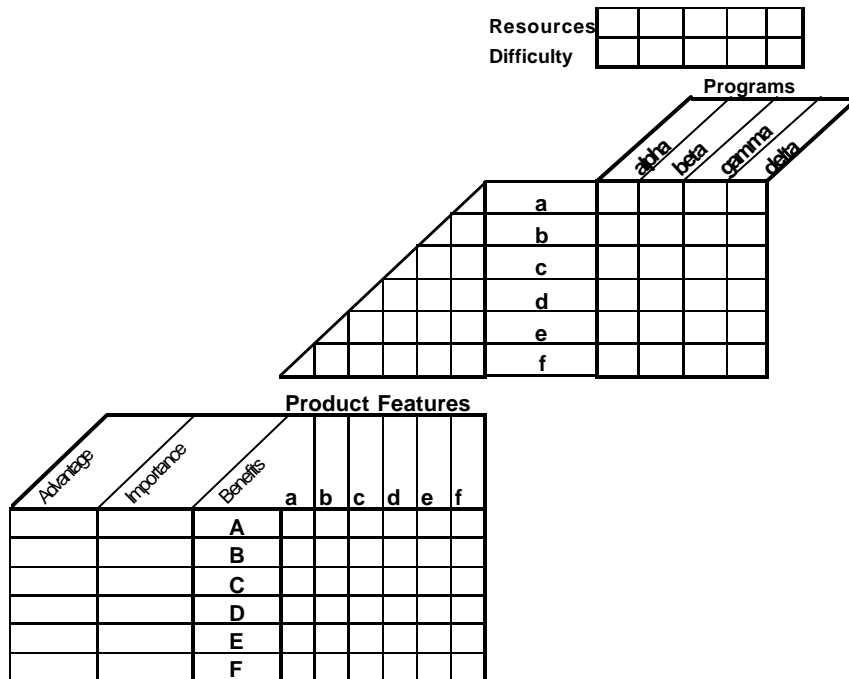 Resources
Difficulty
Programs
alpha
beta
gamma
delta
a
b
c
d
e
f
Product Features
Advantage
Importance
Benefits
a b c d e f
A
B
C
D
E
F